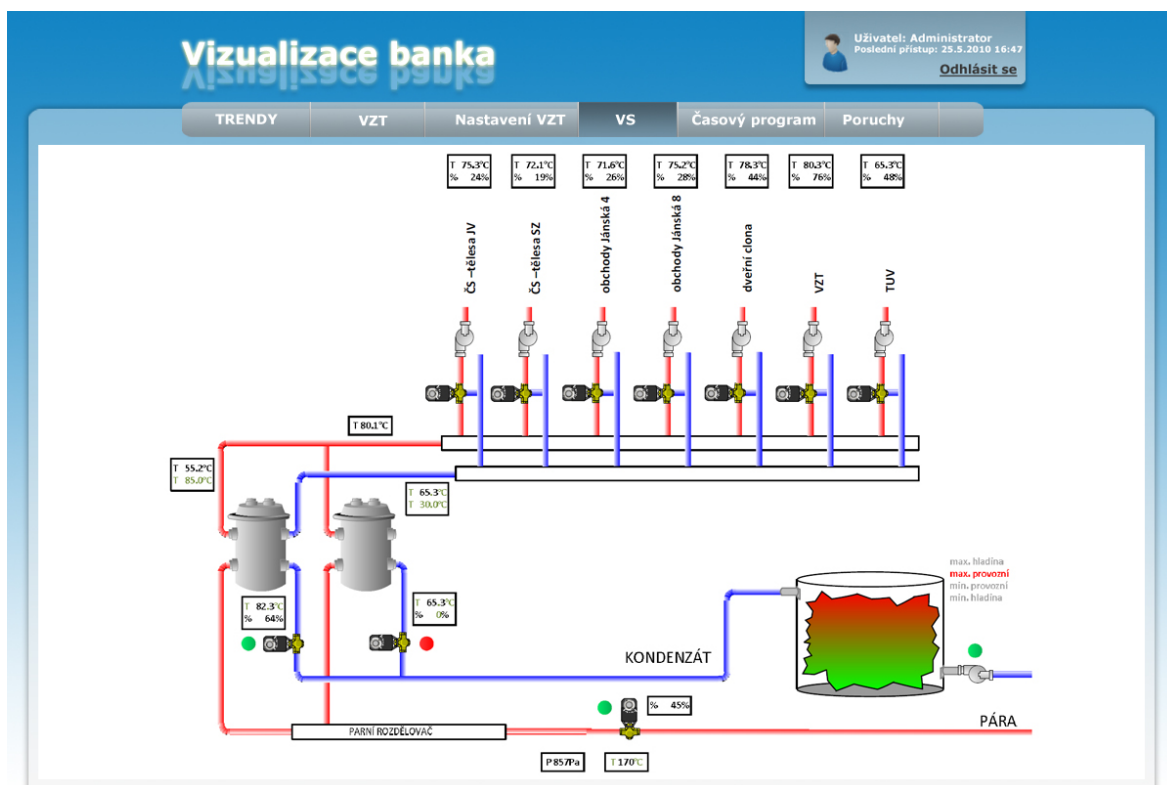 Vizualizace banka
Uživatel: Administrator
Poslední přístup: 25.5.2010 16:47
Odhlásit se
TRENDY
VZT
Nastavení VZT
VS
Časový program
Poruchy
T 75.3°C
% 24%
T 72.1°C
% 19%
T 71.6°C
% 26%
T 75.2°C
% 28%
T 78.3°C
% 44%
T 80.3°C
% 76%
T 65.3°C
% 48%
ČS –tělesa JV
ČS –tělesa SZ
obchody Jánská 4
obchody Jánská 8
dveřní clona
VZT
TUV
T 80.1°C
T 55.2°C
T 85.0°C
T 65.3°C
T 30.0°C
max. hladina
max. provozní
min. provozní
min. hladina
T 82.3°C
% 64%
T 65.3°C
% 0%
KONDENZÁT
% 45%
PÁRA
PARNÍ ROZDĚLOVAČ
P 857Pa
T 170°C